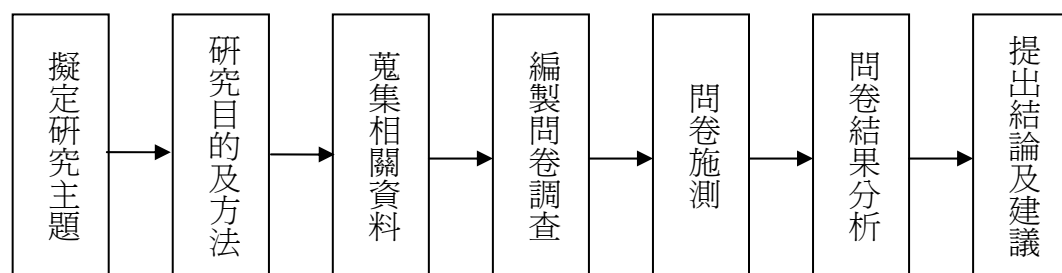 擬定研究主題
研究目的及方法
蒐集相關資料
編製問卷調查
問卷施測
問卷結果分析
提出結論及建議